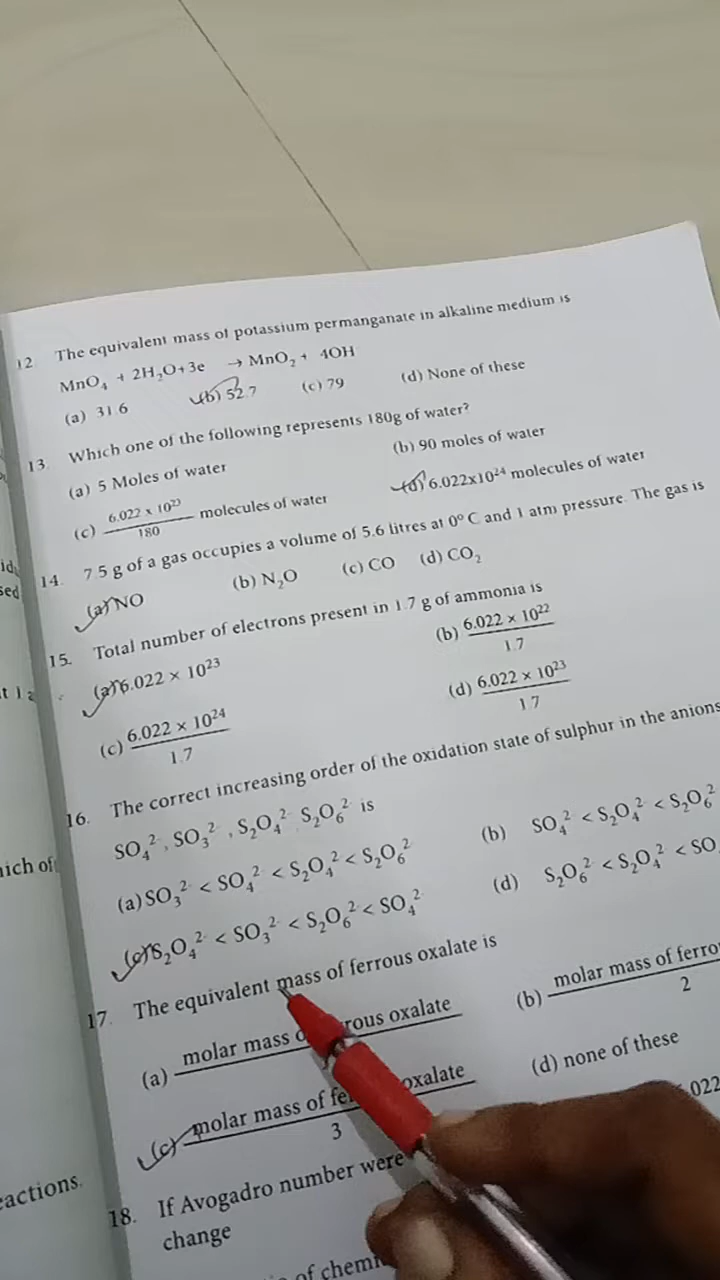 12 The equivalent mass of potassium permanganate in alkaline medium is
MnO₄ + 2H₂O+3e → MnO₂ + 4OH
(a) 31.6 (b) 52.7 (c) 79 (d) None of these
13. Which one of the following represents 180g of water?
(a) 5 Moles of water (b) 90 moles of water
(c) 6.022 x 10²³ / 180 molecules of water (d) 6.022x10²⁴ molecules of water
14. 7 5 g of a gas occupies a volume of 5.6 litres at 0° C and 1 atm pressure. The gas is
(a) NO (b) N₂O (c) CO (d) CO₂
15. Total number of electrons present in 1.7 g of ammonia is
(a) 6.022 × 10²³ (b) 6.022 × 10²² / 1.7
(c) 6.022 × 10²⁴ / 1.7 (d) 6.022 × 10²³ / 1.7
16. The correct increasing order of the oxidation state of sulphur in the anions
SO₄²⁻, SO₃²⁻, S₂O₄²⁻ S₂O₆²⁻ is
(a) SO₃²⁻ < SO₄²⁻ < S₂O₄²⁻ < S₂O₆²⁻ (b) SO₄²⁻ < S₂O₄²⁻ < S₂O₆²
(c) S₂O₄²⁻ < SO₃²⁻ < S₂O₆²⁻ < SO₄²⁻ (d) S₂O₆²⁻ < S₂O₄²⁻ < SO
17. The equivalent mass of ferrous oxalate is
(a) molar mass rous oxalate (b) molar mass of ferro / 2
(c) molar mass of fe oxalate / 3 (d) none of these
022
18. If Avogadro number were
change
of chem
sed
ich of
eactions.